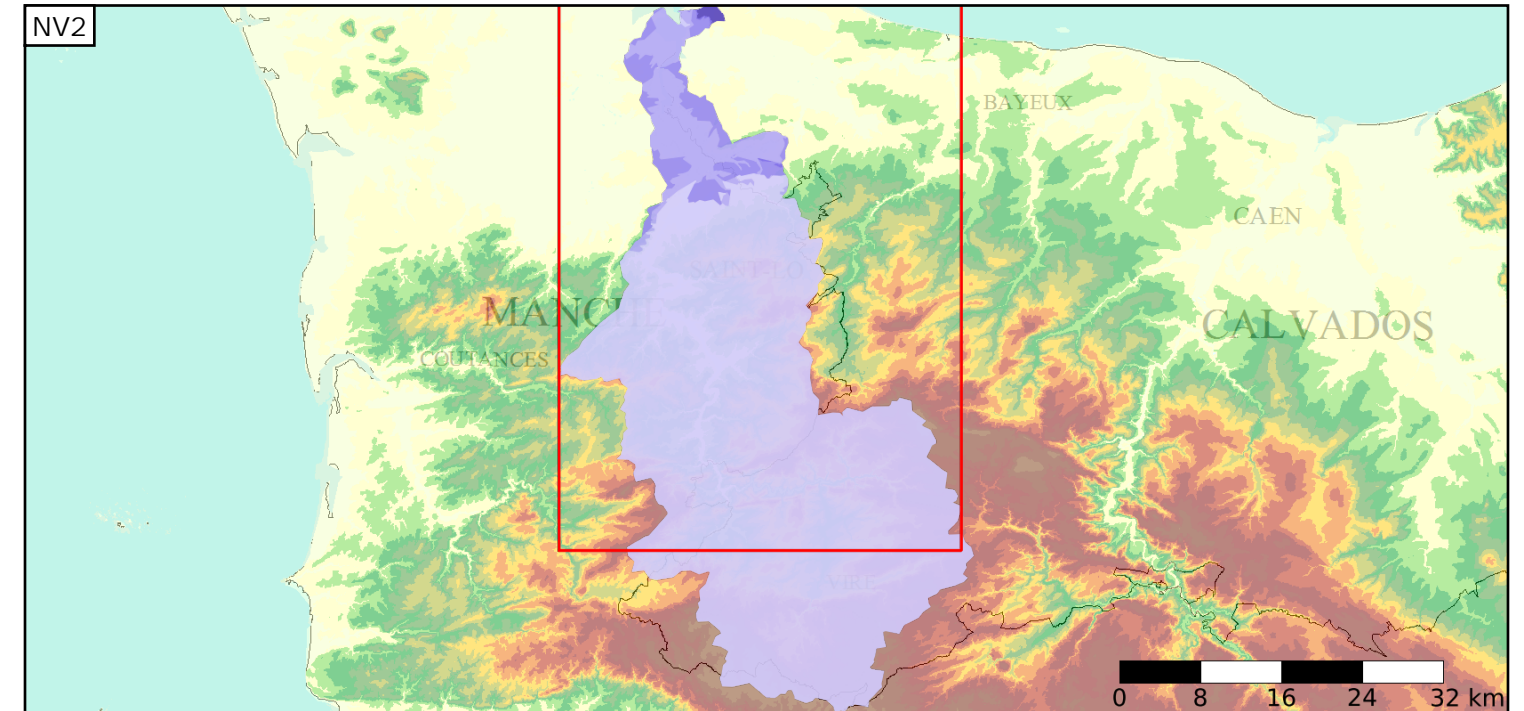 NV2
BAYEUX
CAEN
SAINT-LO
MANCHE
CALVADOS
COUTANCES
VIRE
0 8 16 24 32 km